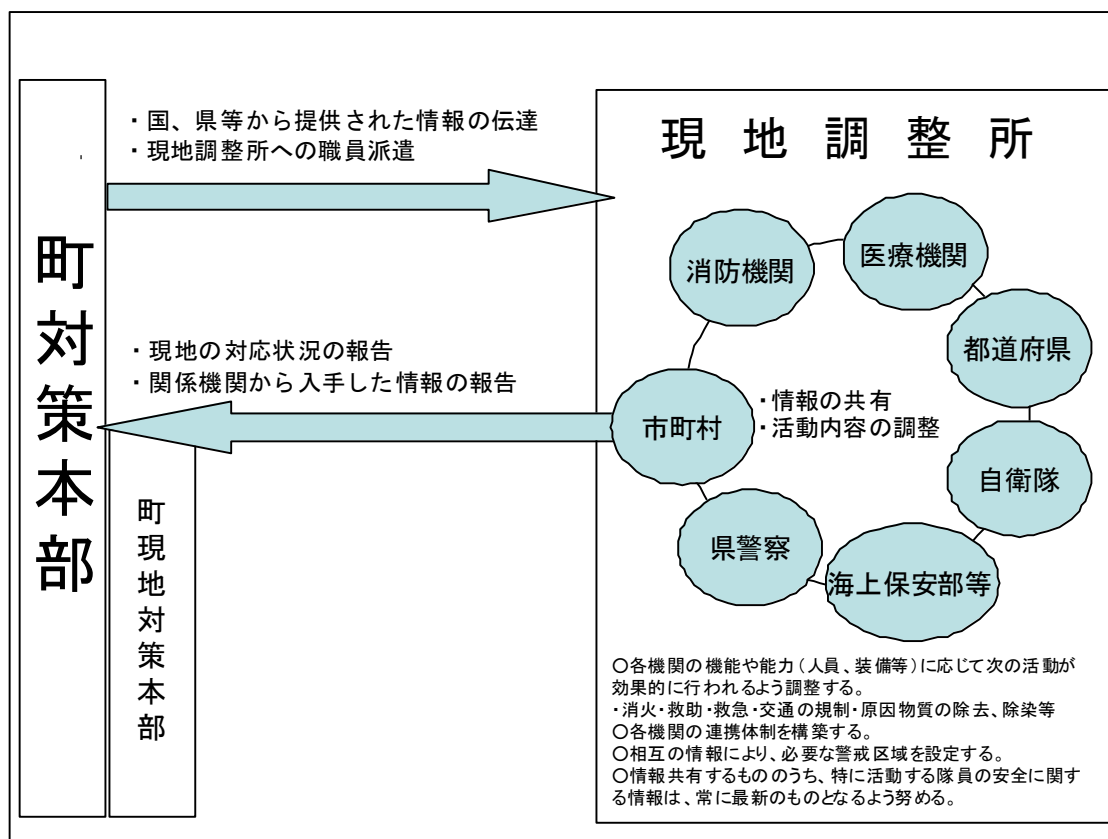 町対策本部
町現地対策本部
・国、県等から提供された情報の伝達
・現地調整所への職員派遣
・現地の対応状況の報告
・関係機関から入手した情報の報告
現地調整所
消防機関
医療機関
都道府県
自衛隊
海上保安部等
県警察
市町村
・情報の共有
・活動内容の調整
○各機関の機能や能力(人員、装備等)に応じて次の活動が
効果的に行われるよう調整する。
・消火・救助・救急・交通の規制・原因物質の除去、除染等
○各機関の連携体制を構築する。
○相互の情報により、必要な警戒区域を設定する。
○情報共有するもののうち、特に活動する隊員の安全に関す
る情報は、常に最新のものとなるよう努める。